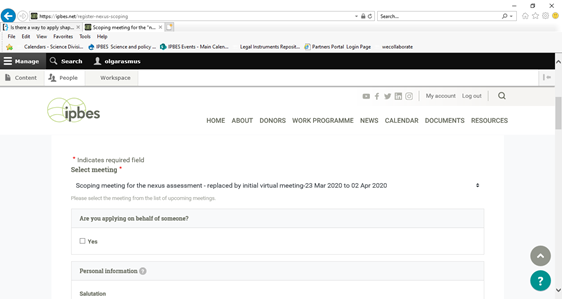 https://ipbes.net/register-nexus-scoping
Search...
Is there a way to apply shap...
Scoping meeting for the "n...
File Edit View Favorites Tools Help
Calendars - Science Divisi...
IPBES Science and policy ...
IPBES Events - Main Calen...
Legal Instruments Reposit...
Partners Portal Login Page
wecollaborate
Manage Search olgarasmus
Content People Workspace
My account Log out
ipbes
HOME ABOUT DONORS WORK PROGRAMME NEWS CALENDAR DOCUMENTS RESOURCES
* Indicates required field
Select meeting *
Scoping meeting for the nexus assessment - replaced by initial virtual meeting-23 Mar 2020 to 02 Apr 2020
Please select the meeting from the list of upcoming meetings.
Are you applying on behalf of someone?
Yes
Personal information ?
Salutation
?